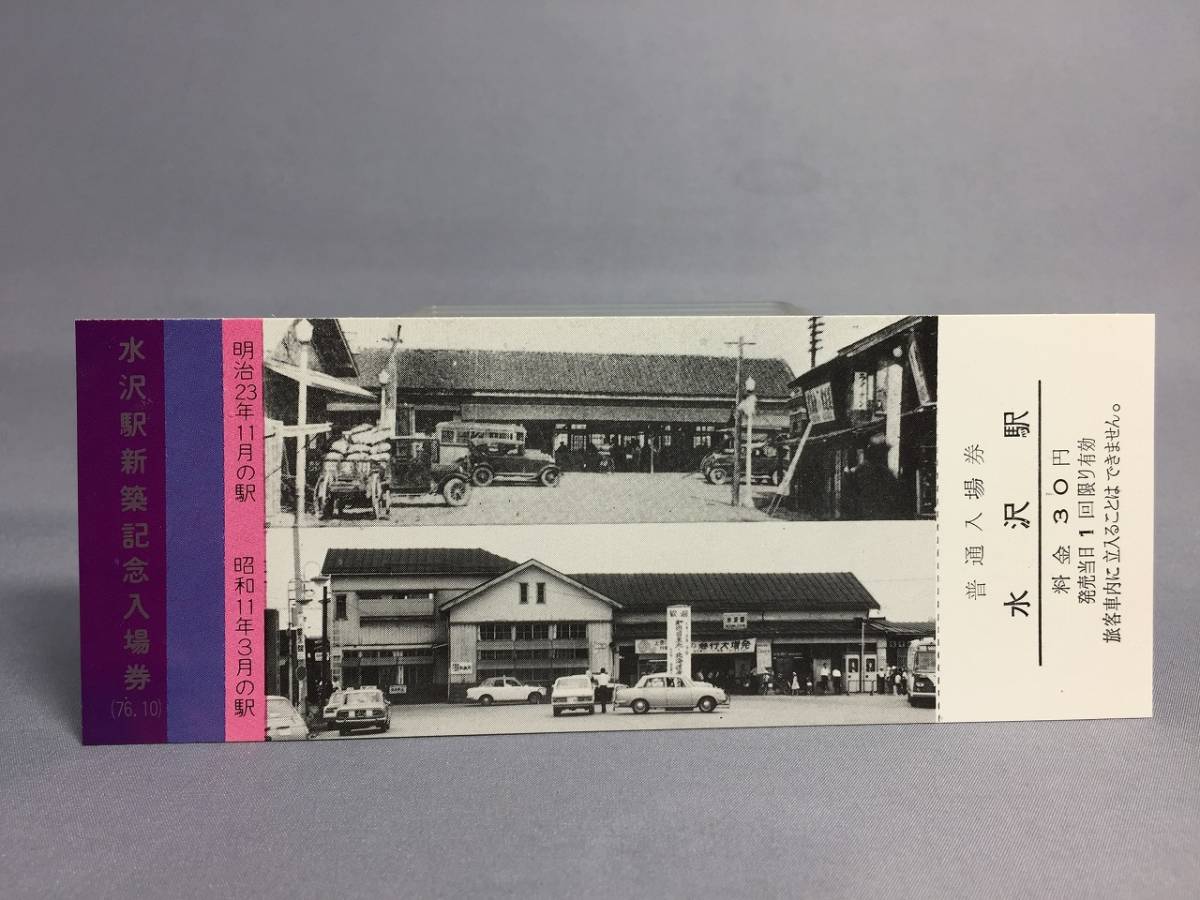 水沢駅新築記念入場券
(76.10)
明治23年11月の駅
昭和11年3月の駅
普通入場券
水沢駅
料金30円
発売当日1回限り有効
旅客車内に立入ることはできません。